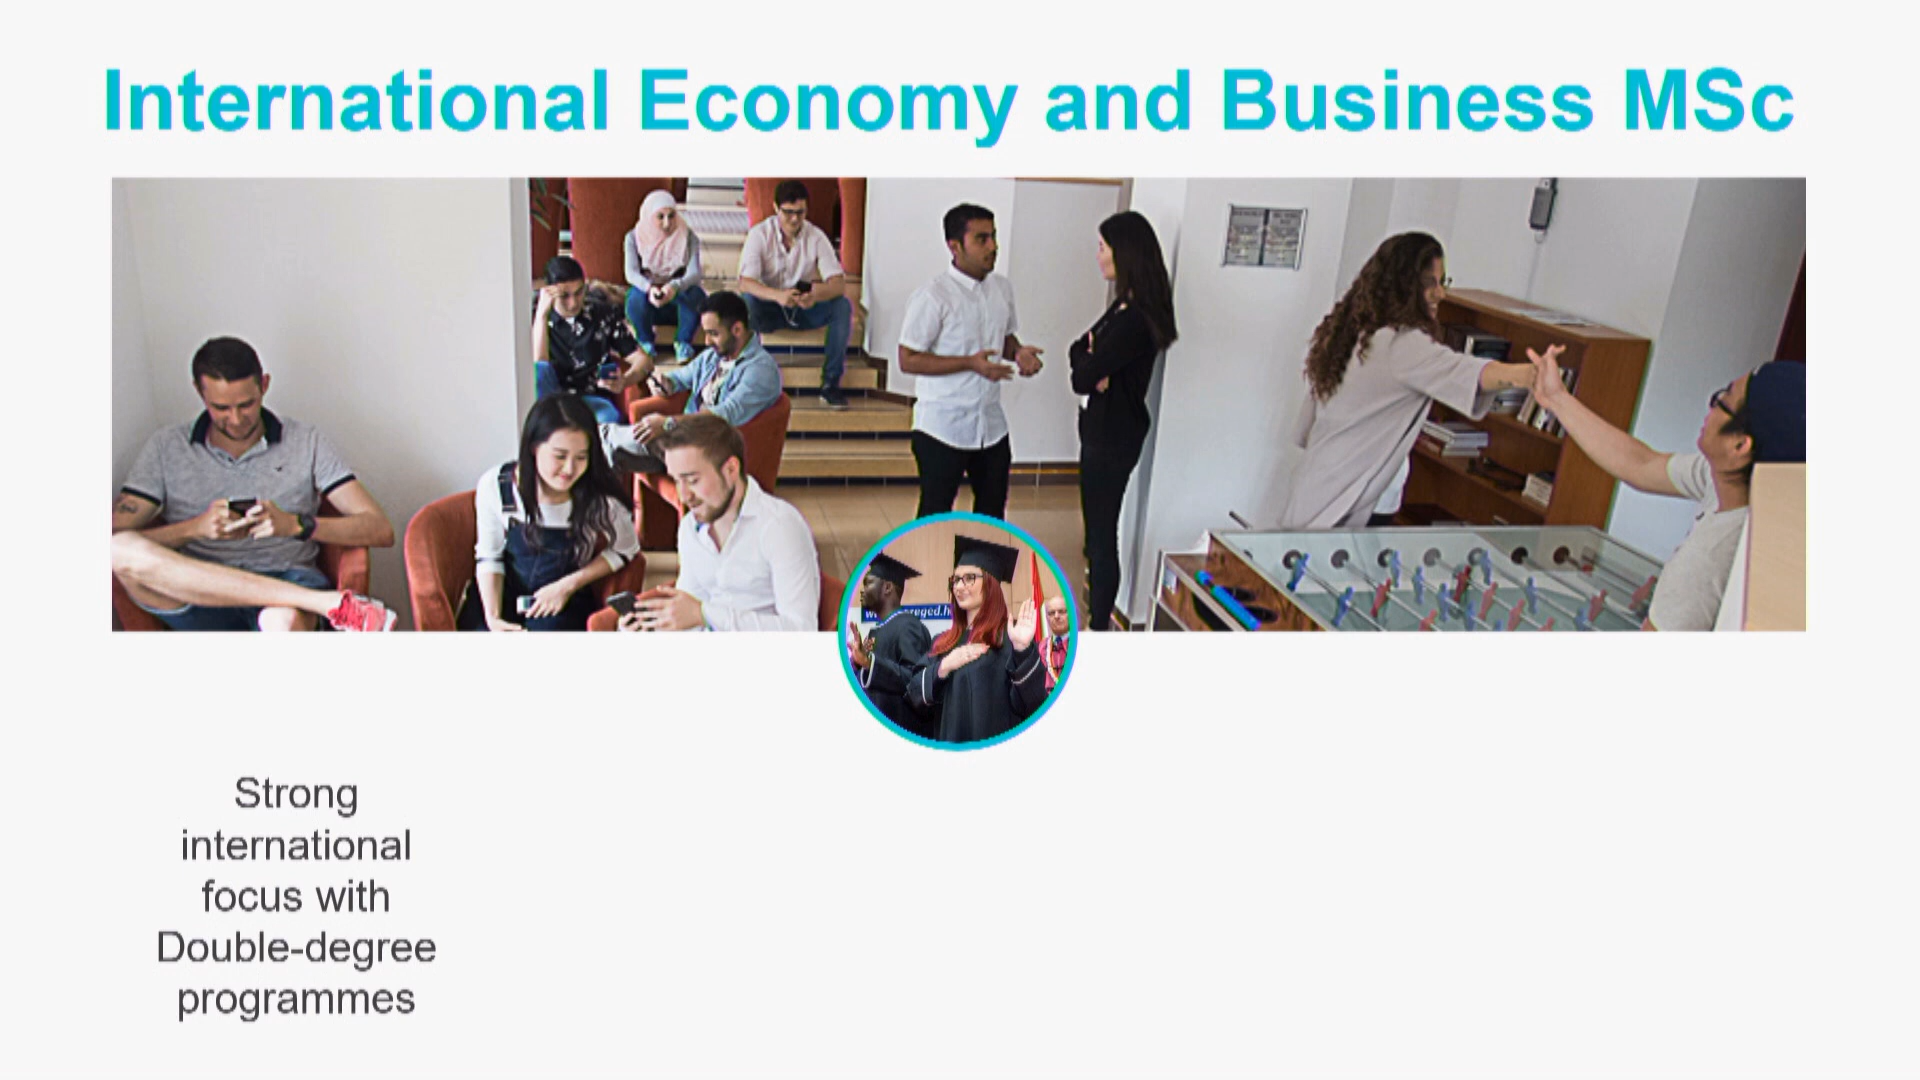 International Economy and Business MSc
Strong
international
focus with
Double-degree
programmes